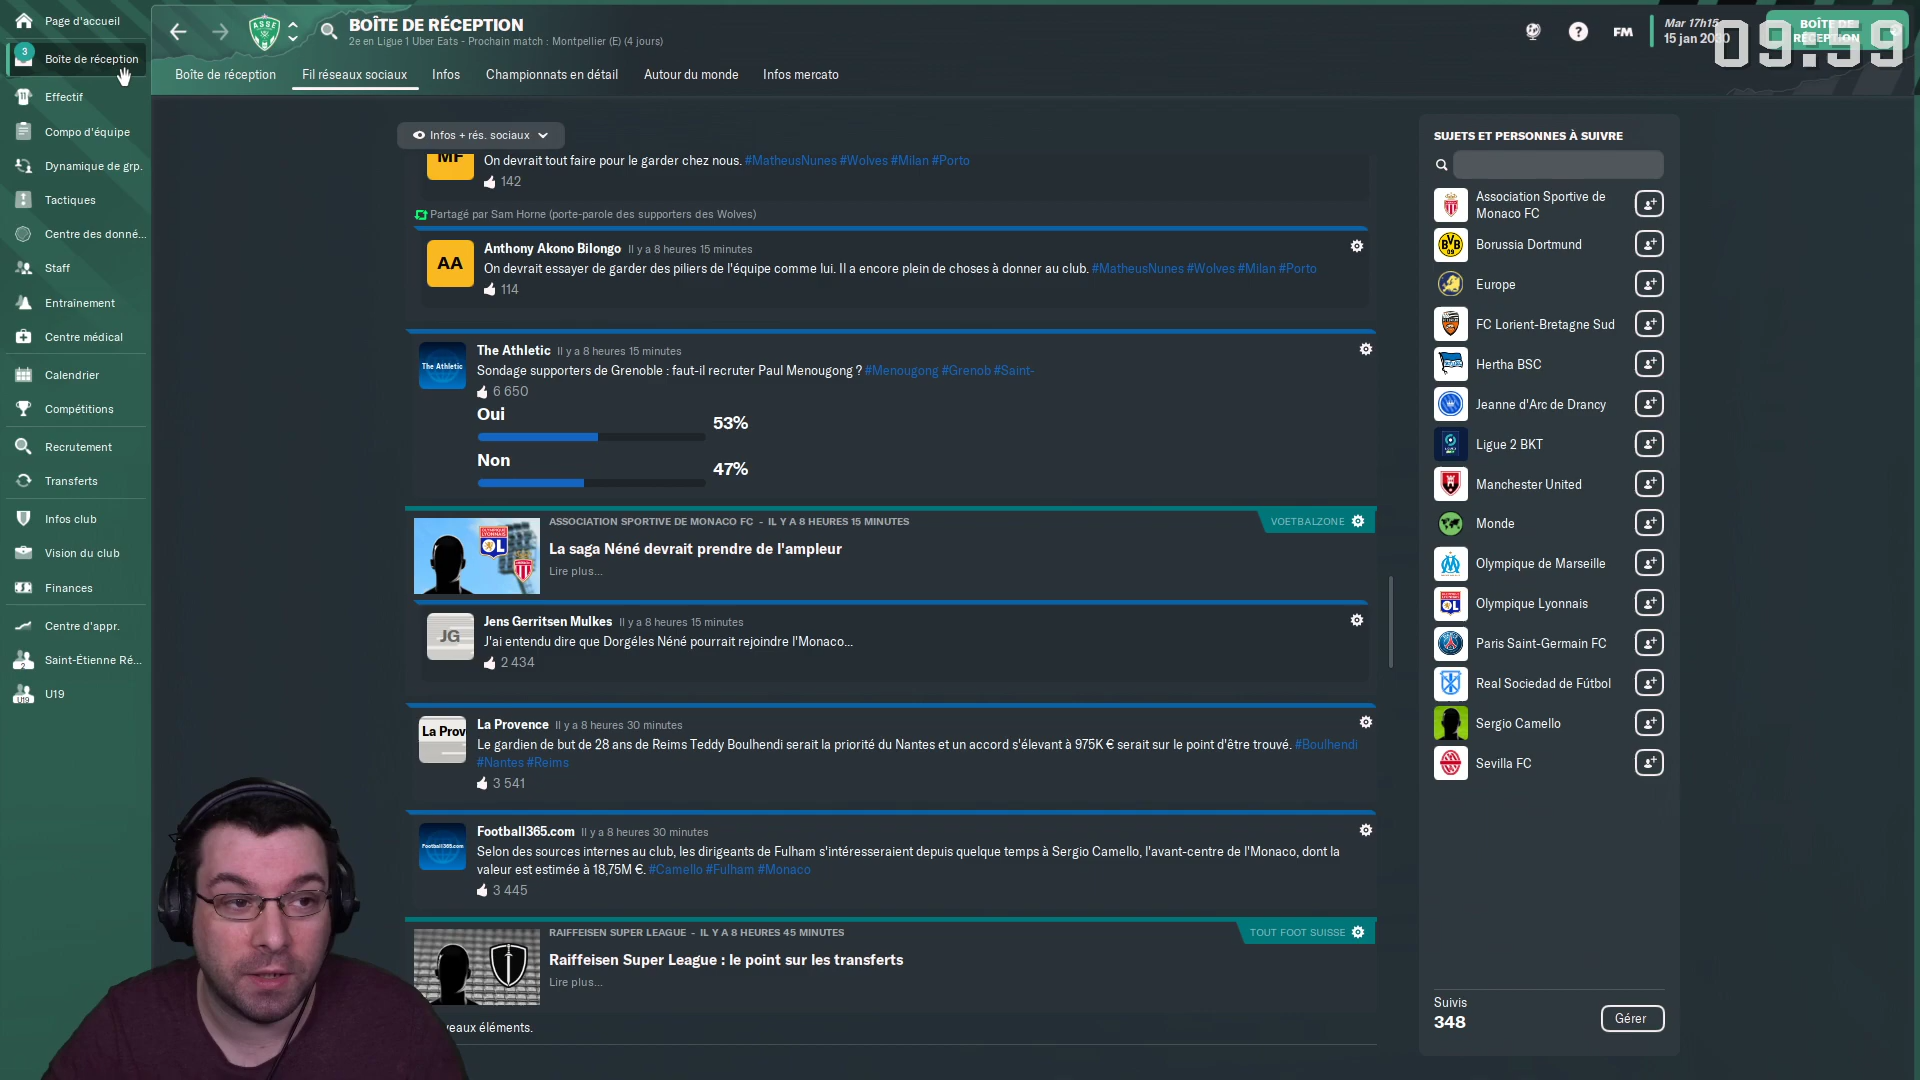 Page d'accueil
3
Boîte de réception
Effectif
Compo d'équipe
Dynamique de grp.
Tactiques
Centre des donné...
Staff
Entraînement
Centre médical
Calendrier
Compétitions
Recrutement
Transferts
Infos club
Vision du club
Finances
Centre d'appr.
Saint-Étienne Ré...
U19
BOÎTE DE RÉCEPTION
2e en Ligue 1 Uber Eats - Prochain match : Montpellier (E) (4 jours)
FM
Mar 17h15
15 jan 2030
BOÎTE DE
RÉCEPTION
09:59
Boîte de réception
Fil réseaux sociaux
Infos
Championnats en détail
Autour du monde
Infos mercato
Infos + rés. sociaux
MF
On devrait tout faire pour le garder chez nous. #MatheusNunes #Wolves #Milan #Porto
142
Partagé par Sam Horne (porte-parole des supporters des Wolves)
AA
Anthony Akono Bilongo Il y a 8 heures 15 minutes
On devrait essayer de garder des piliers de l'équipe comme lui. Il a encore plein de choses à donner au club. #MatheusNunes #Wolves #Milan #Porto
114
The Athletic
The Athletic Il y a 8 heures 15 minutes
Sondage supporters de Grenoble : faut-il recruter Paul Menougong ? #Menougong #Grenob #Saint-
6 650
Oui
53%
Non
47%
ASSOCIATION SPORTIVE DE MONACO FC - IL Y A 8 HEURES 15 MINUTES
VOETBALZONE
La saga Néné devrait prendre de l'ampleur
Lire plus...
JG
Jens Gerritsen Mulkes Il y a 8 heures 15 minutes
J'ai entendu dire que Dorgéles Néné pourrait rejoindre l'Monaco...
2 434
La Prov
La Provence Il y a 8 heures 30 minutes
Le gardien de but de 28 ans de Reims Teddy Boulhendi serait la priorité du Nantes et un accord s'élevant à 975K € serait sur le point d'être trouvé. #Boulhendi
#Nantes #Reims
3 541
Football365.com
Football365.com Il y a 8 heures 30 minutes
Selon des sources internes au club, les dirigeants de Fulham s'intéresseraient depuis quelque temps à Sergio Camello, l'avant-centre de l'Monaco, dont la
valeur est estimée à 18,75M €. #Camello #Fulham #Monaco
3 445
RAIFFEISEN SUPER LEAGUE - IL Y A 8 HEURES 45 MINUTES
TOUT FOOT SUISSE
Raiffeisen Super League : le point sur les transferts
Lire plus...
veaux éléments.
SUJETS ET PERSONNES À SUIVRE
Association Sportive de
Monaco FC
Borussia Dortmund
Europe
FC Lorient-Bretagne Sud
Hertha BSC
Jeanne d'Arc de Drancy
Ligue 2 BKT
Manchester United
Monde
Olympique de Marseille
Olympique Lyonnais
Paris Saint-Germain FC
Real Sociedad de Fútbol
Sergio Camello
Sevilla FC
Suivis
348
Gérer